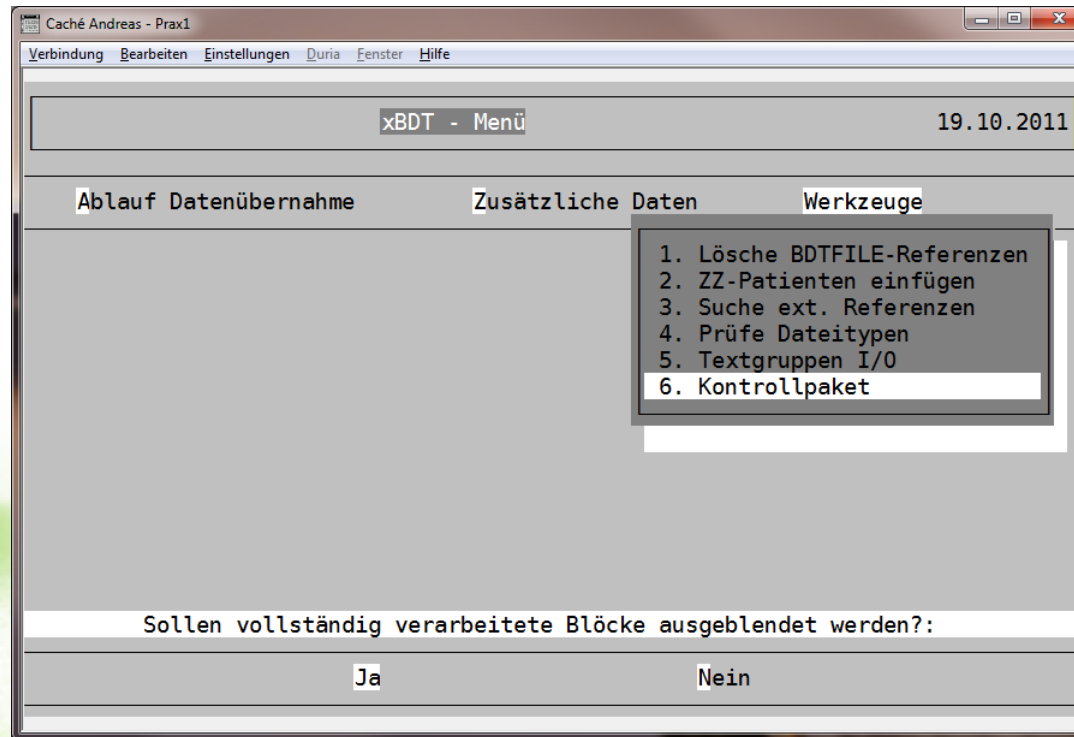 Caché Andreas - Prax1
Verbindung Bearbeiten Einstellungen Duria Fenster Hilfe
xBDT - Menü 19.10.2011
Ablauf Datenübernahme Zusätzliche Daten Werkzeuge
1. Lösche BDTFILE-Referenzen
2. ZZ-Patienten einfügen
3. Suche ext. Referenzen
4. Prüfe Dateitypen
5. Textgruppen I/O
6. Kontrollpaket
Sollen vollständig verarbeitete Blöcke ausgeblendet werden?:
Ja Nein